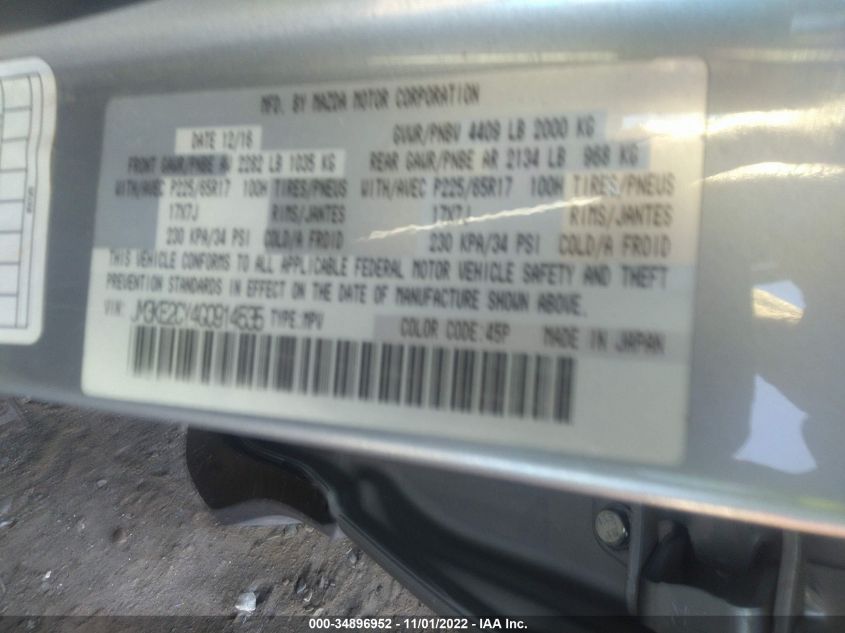 MFD. BY MAZDA MOTOR CORPORATION
DATE 12/16 GVWR/PNBV 4409 LB 2000 KG
FRONT GAWR/PNBE AV 2282 LB 1035 KG REAR GAWR/PNBE AR 2134 LB 968 KG
WITH/AVEC P225/65R17 100H TIRES/PNEUS WITH/AVEC P225/65R17 100H TIRES/PNEUS
17X7J RIMS/JANTES 17X7J RIMS/JANTES
230 KPA/34 PSI COLD/A FROID 230 KPA/34 PSI COLD/A FROID
THIS VEHICLE CONFORMS TO ALL APPLICABLE FEDERAL MOTOR VEHICLE SAFETY AND THEFT
PREVENTION STANDARDS IN EFFECT ON THE DATE OF MANUFACTURE SHOWN ABOVE.
VIN: TYPE:MPV COLOR CODE:45P MADE IN JAPAN
000-34896952 - 11/01/2022 - IAA Inc.